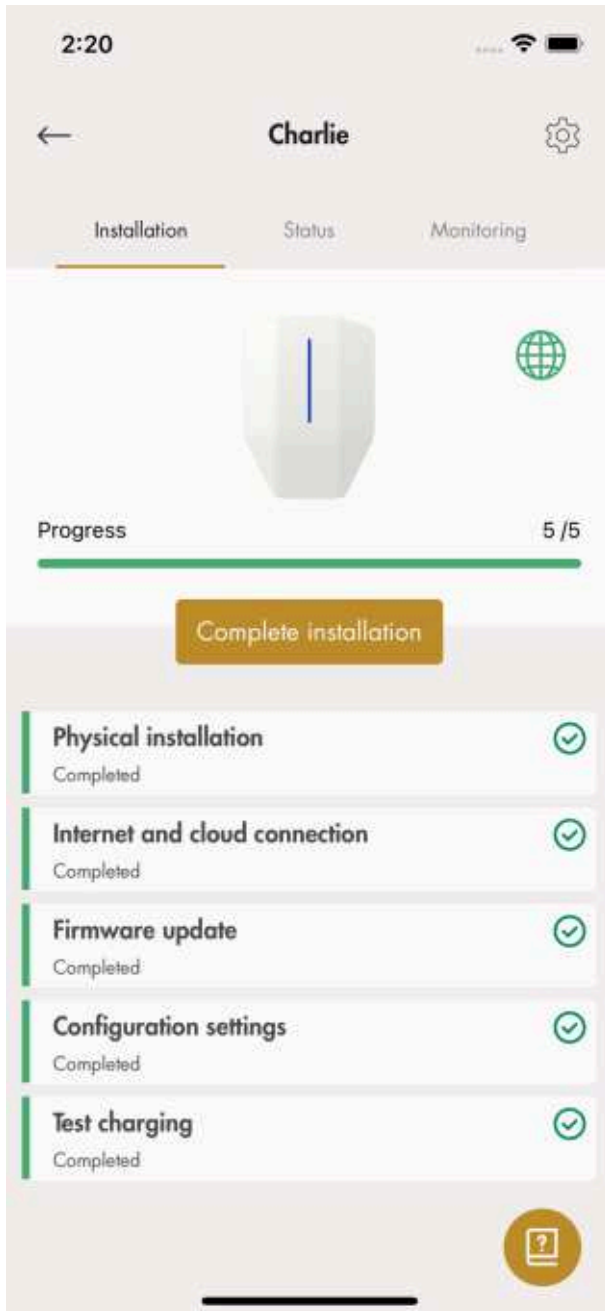 2:20
Charlie
Installation Status Monitoring
Progress 5 /5
Complete installation
Physical installation
Completed
Internet and cloud connection
Completed
Firmware update
Completed
Configuration settings
Completed
Test charging
Completed
?